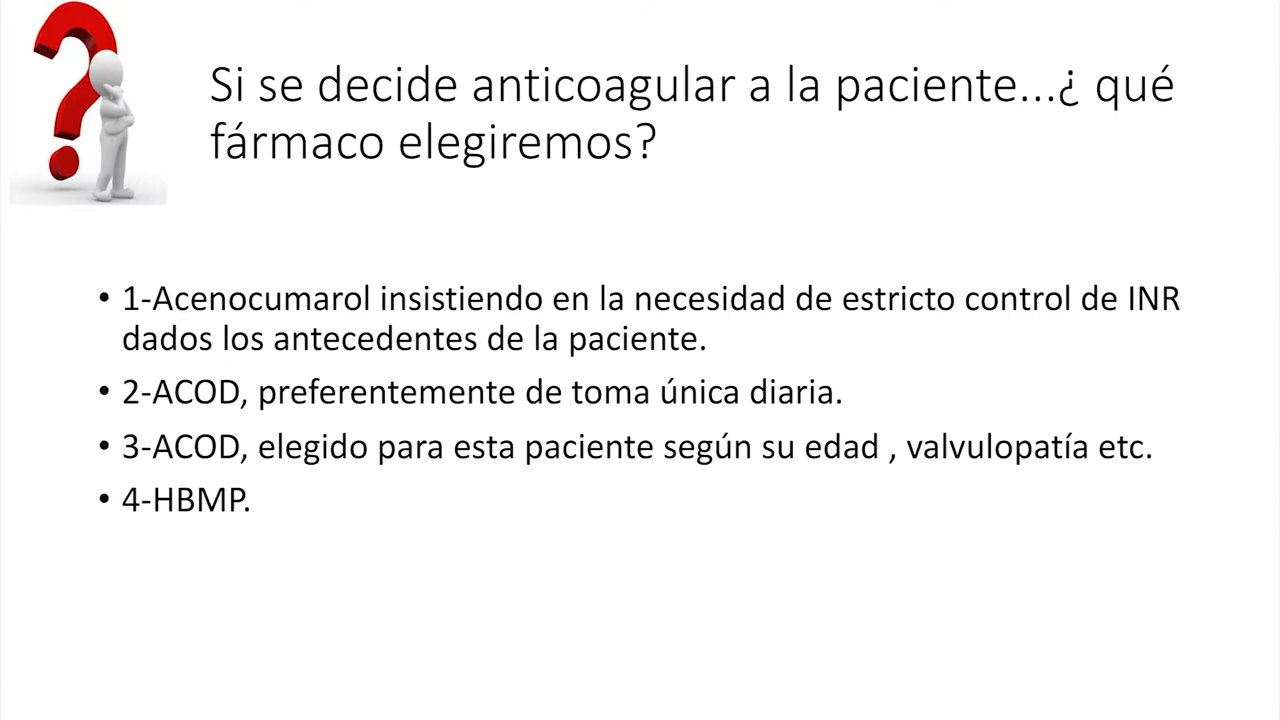 Si se decide anticoagular a la paciente...¿ qué
fármaco elegiremos?
• 1-Acenocumarol insistiendo en la necesidad de estricto control de INR
dados los antecedentes de la paciente.
• 2-ACOD, preferentemente de toma única diaria.
• 3-ACOD, elegido para esta paciente según su edad , valvulopatía etc.
• 4-HBMP.